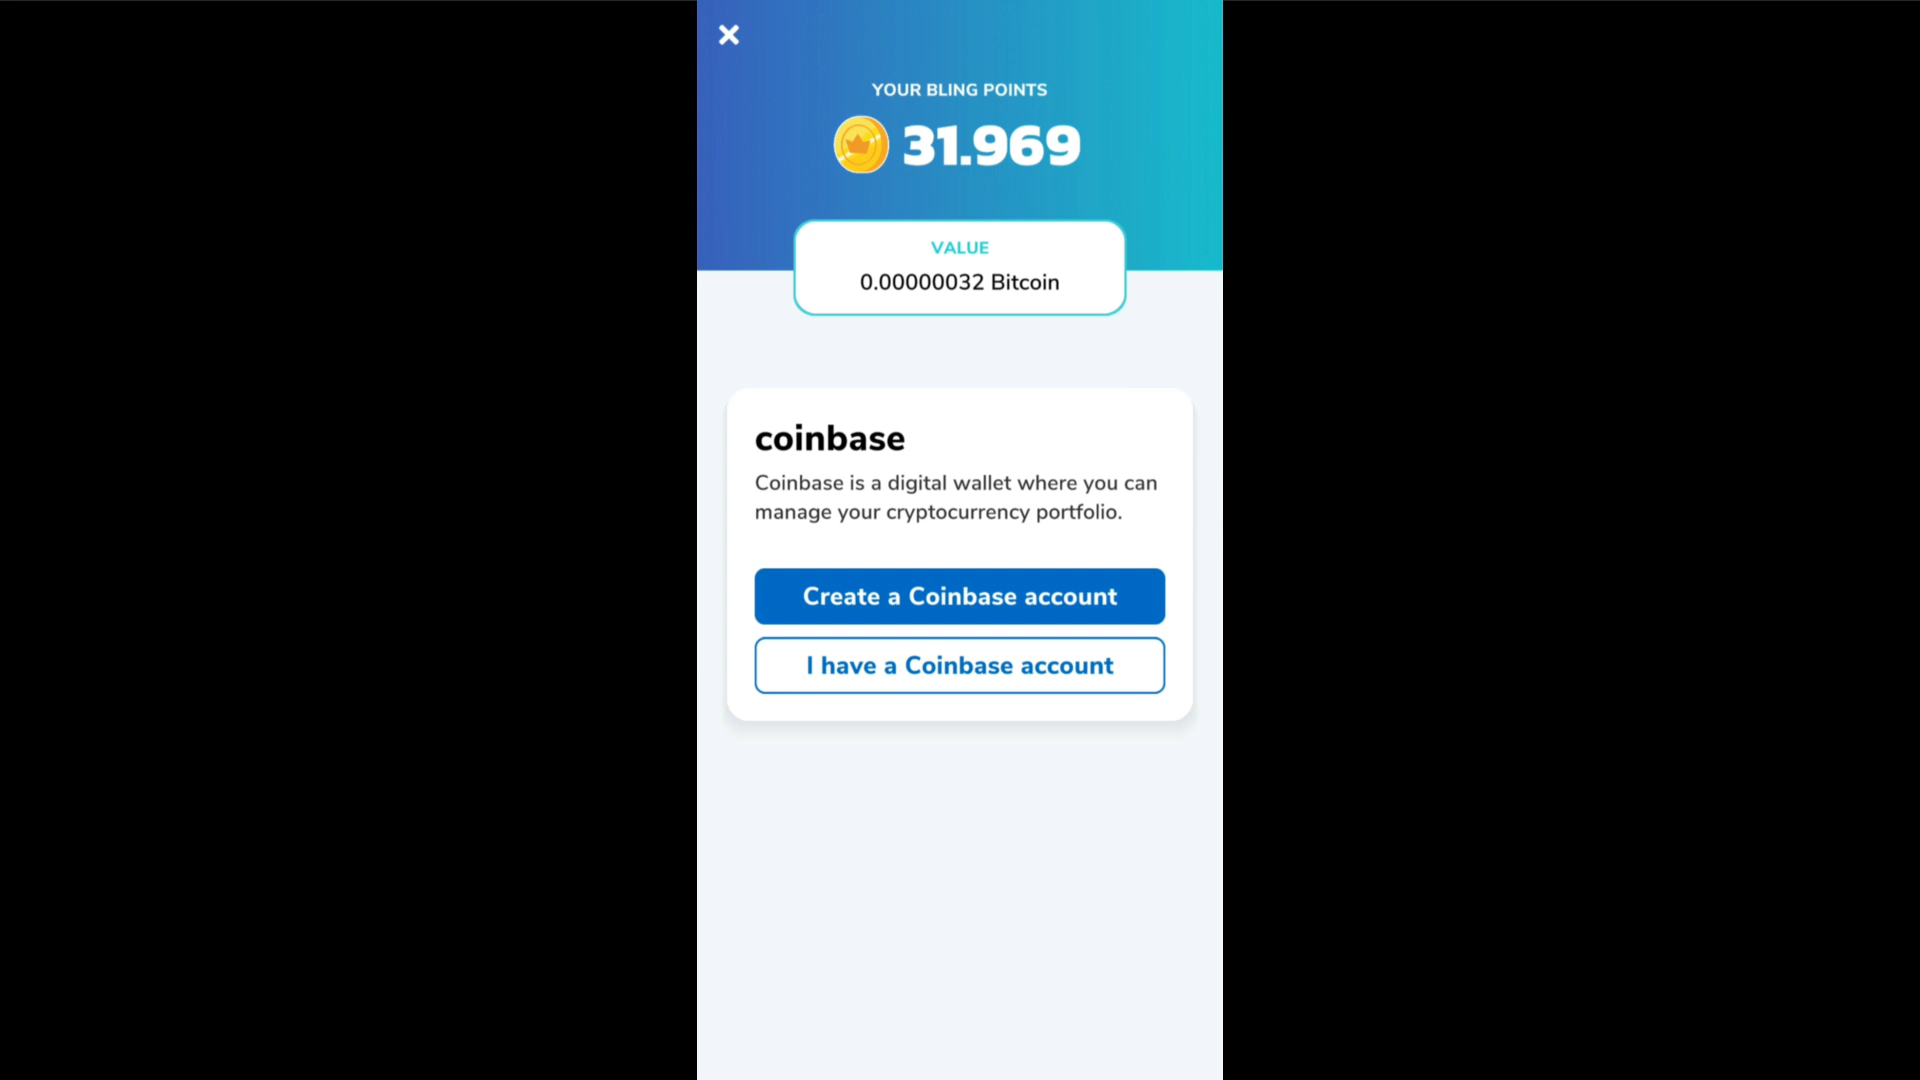 YOUR BLING POINTS
31.969
VALUE
0.00000032 Bitcoin
coinbase
Coinbase is a digital wallet where you can
manage your cryptocurrency portfolio.
Create a Coinbase account
I have a Coinbase account